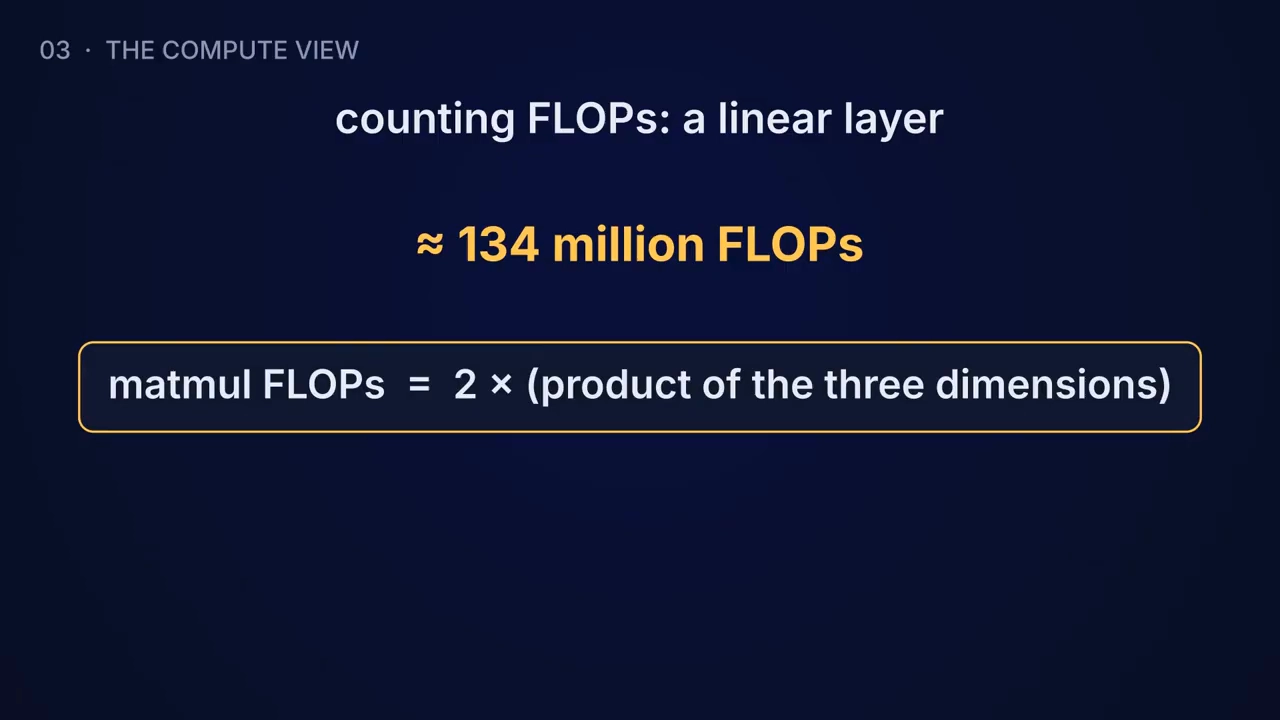 03 · THE COMPUTE VIEW
counting FLOPs: a linear layer
≈ 134 million FLOPs
matmul FLOPs = 2 × (product of the three dimensions)